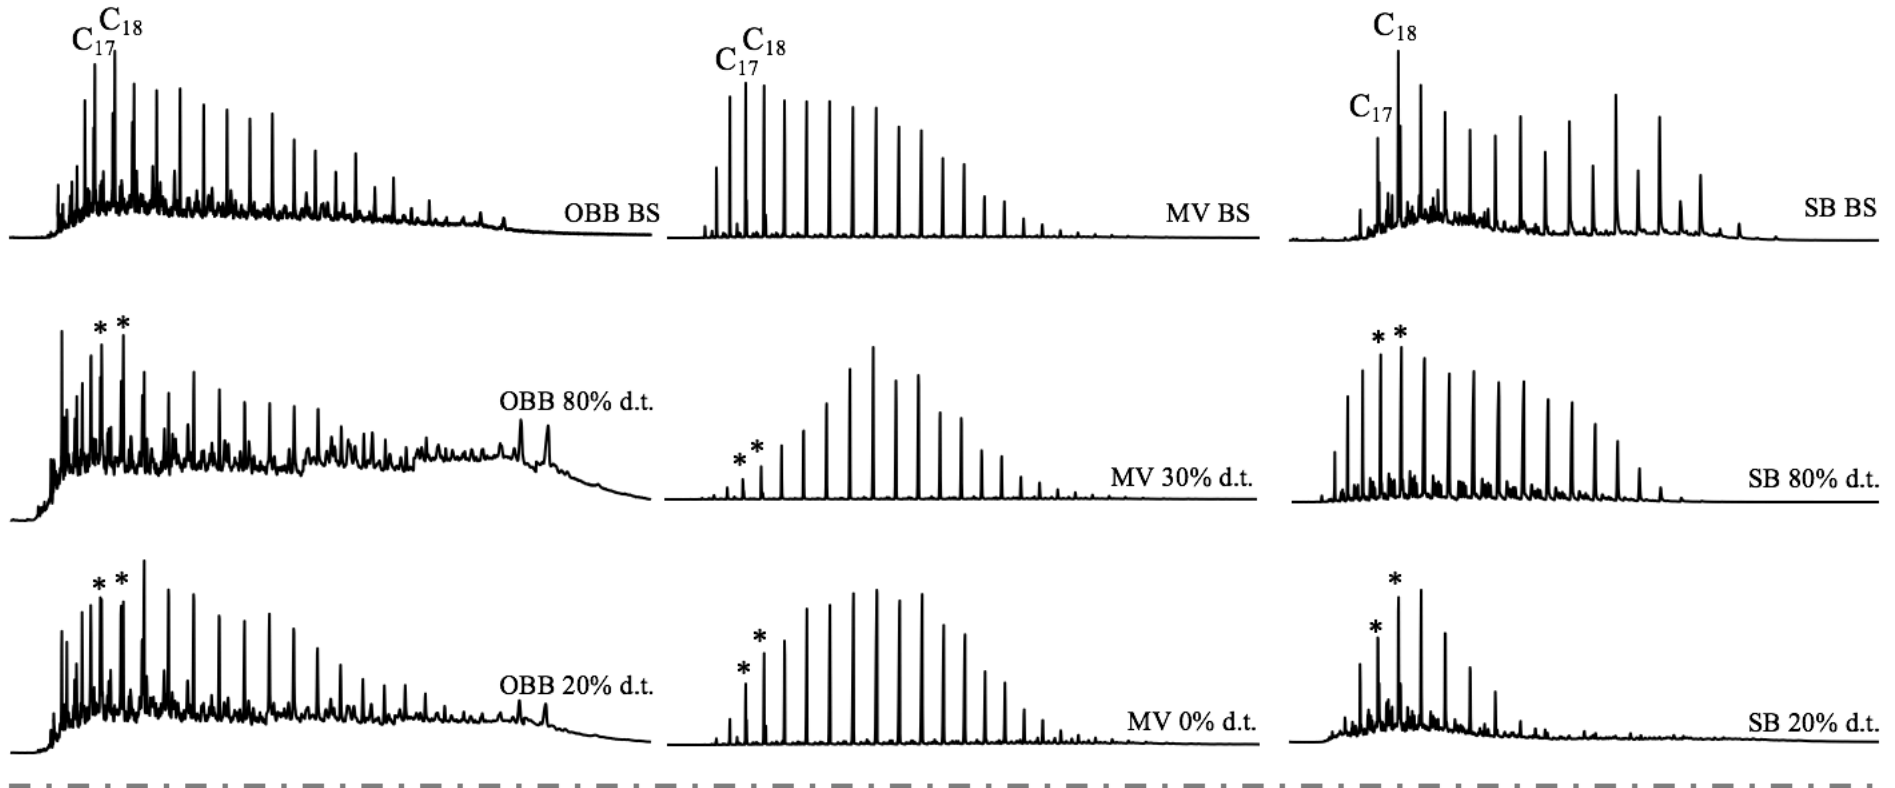 C17 C18
OBB BS
C17 C18
MV BS
C17 C18
SB BS
* *
OBB 80% d.t.
* *
MV 30% d.t.
* *
SB 80% d.t.
* *
OBB 20% d.t.
* *
MV 0% d.t.
* *
SB 20% d.t.